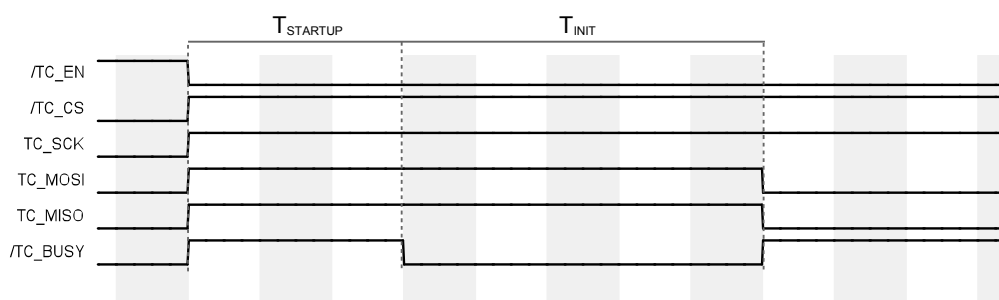 TSTARTUP TINIT
/TC_EN
/TC_CS
TC_SCK
TC_MOSI
TC_MISO
/TC_BUSY